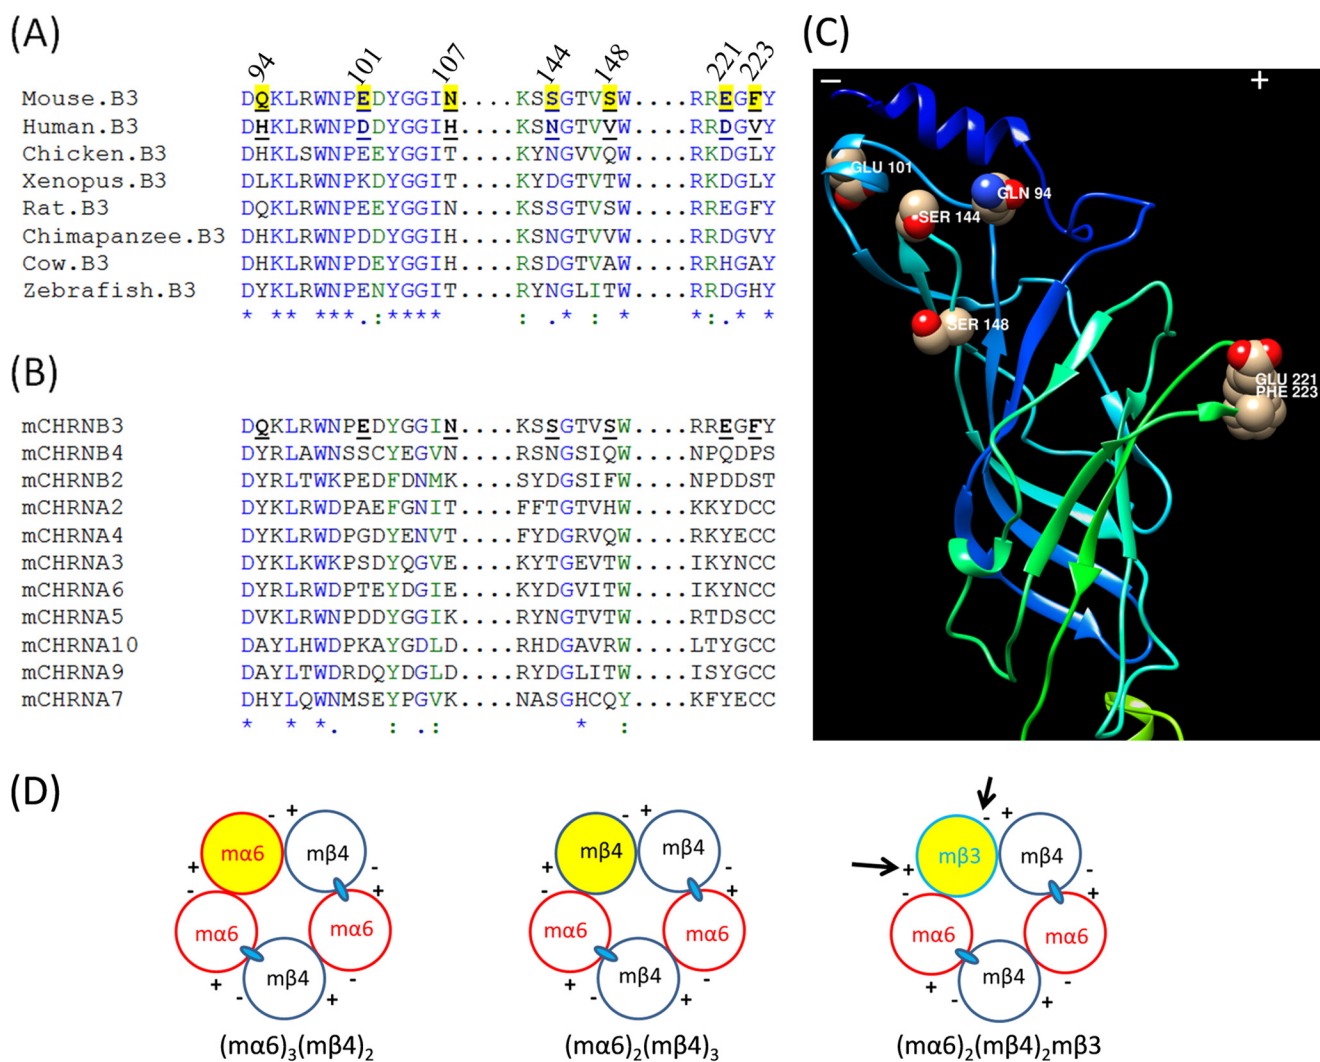 (A)
94 101 107 144 148 221 223
Mouse.B3 DQKLRWNPEDYGGIN....KSSGTVSW....RREGFY
Human.B3 DHKLRWNPDDYGGIH....KSNGTVVW....RRDGVY
Chicken.B3 DHKLSWNPEEYGGIT....KYNGVVQW....RKDGLY
Xenopus.B3 DLKLRWNPKDYGGIT....KYDGTVTW....RKDGLY
Rat.B3 DQKLRWNPEEYGGIN....KSSGTVSW....RREGFY
Chimapanzee.B3 DHKLRWNPDDYGGIH....KSNGTVVW....RRDGVY
Cow.B3 DHKLRWNPDEYGGIH....RSDGTVAW....RRHGAY
Zebrafish.B3 DYKLRWNPENYGGIT....RYNGLITW....RRDGHY
* ** ***.:**** : .* : * *:.* *
(B)
mCHRNB3 DQKLRWNPEDYGGIN....KSSGTVSW....RREGFY
mCHRNB4 DYRLAWNSSCYEGVN....RSNGSIQW....NPQDPS
mCHRNB2 DYRLTWKPEDFDNMK....SYDGSIFW....NPDDST
mCHRNA2 DYKLRWDPAEFGNIT....FFTGTVHW....KKYDCC
mCHRNA4 DYKLRWDPGDYENVT....FYDGRVQW....RKYECC
mCHRNA3 DYKLKWKPSDYQGVE....KYTGEVTW....IKYNCC
mCHRNA6 DYRLRWDPTEYDGIE....KYDGVITW....IKYNCC
mCHRNA5 DVKLRWNPDDYGGIK....RYNGTVTW....RTDSCC
mCHRNA10 DAYLHWDPKAYGDLD....RHDGAVRW....LTYGCC
mCHRNA9 DAYLTWDRDQYDGLD....RYDGLITW....ISYGCC
mCHRNA7 DHYLQWNMSEYPGVK....NASGHCQY....KFYECC
* * *. : .: * :
(C)
– +
GLU 101
GLN 94
SER 144
SER 148
GLU 221
PHE 223
(D)
- + - +
mα6 mβ4
+ - - +
mα6 mα6
mβ4
+ - + -
(mα6)3(mβ4)2
- +
mβ4 mβ4
+ - - +
mα6 mα6
mβ4
+ - + -
(mα6)2(mβ4)3
- +
mβ3 mβ4
+ - - +
mα6 mα6
mβ4
+ - + -
(mα6)2(mβ4)2mβ3